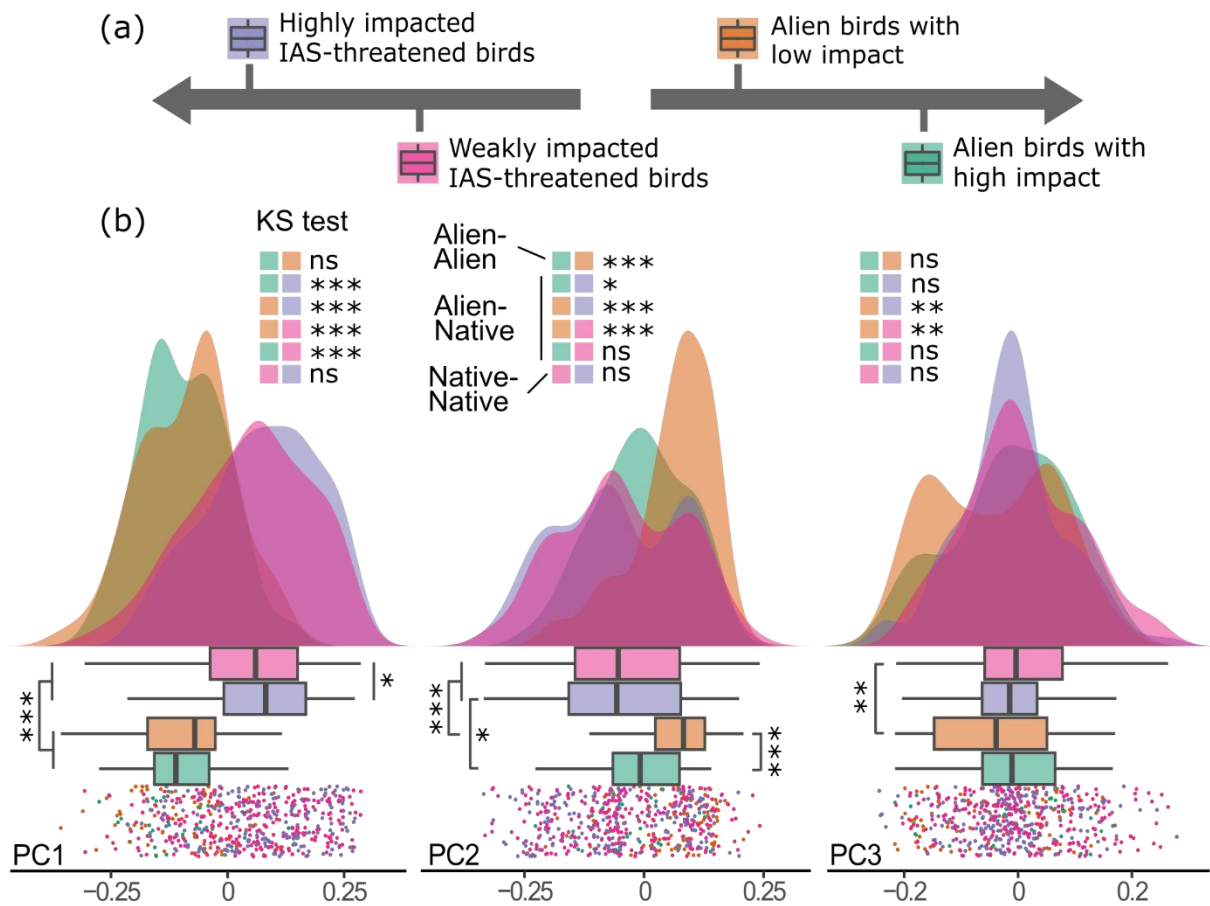 (a)
Highly impacted
IAS-threatened birds
Alien birds with
low impact
Weakly impacted
IAS-threatened birds
Alien birds with
high impact
(b)
KS test
ns
***
***
***
***
ns
Alien-
Alien
Alien-
Native
Native-
Native
***
*
***
***
ns
ns
ns
ns
**
**
ns
ns
***
*
***
*
***
**
PC1
−0.25
0
0.25
PC2
−0.25
0
0.25
PC3
−0.2
0
0.2